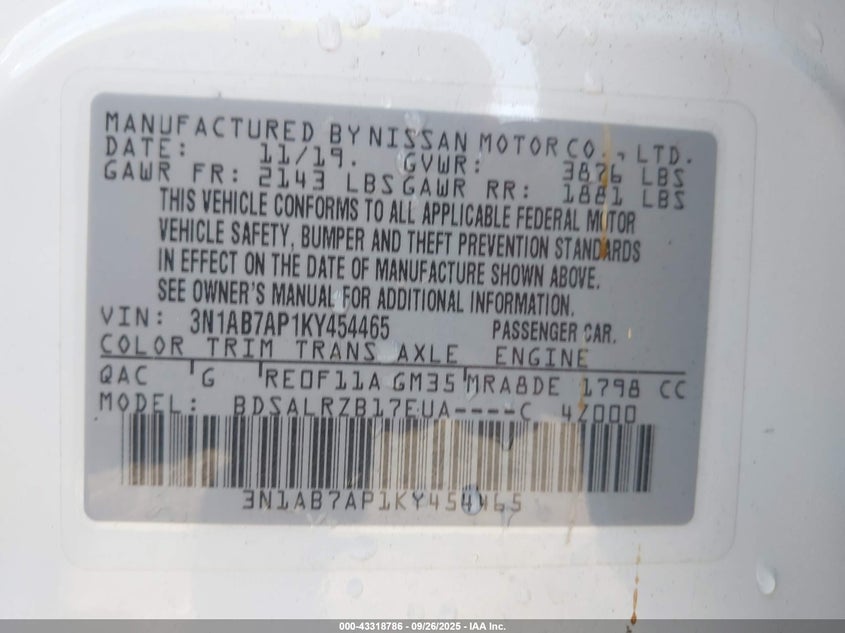 MANUFACTURED BY NISSAN MOTOR CO., LTD.
DATE: 11/19. GVWR: 3876 LBS
GAWR FR: 2143 LBS GAWR RR: 1881 LBS
THIS VEHICLE CONFORMS TO ALL APPLICABLE FEDERAL MOTOR
VEHICLE SAFETY, BUMPER AND THEFT PREVENTION STANDARDS
IN EFFECT ON THE DATE OF MANUFACTURE SHOWN ABOVE.
SEE OWNER'S MANUAL FOR ADDITIONAL INFORMATION.
VIN: 3N1AB7AP1KY454465 PASSENGER CAR.
COLOR TRIM TRANS AXLE ENGINE
QAC G RE0F11A GM35 MRA8DE 1798 CC
MODEL: BDSALRZB17EUA----C 4Z000
3N1AB7AP1KY454465
000-43318786 - 09/26/2025 - IAA Inc.